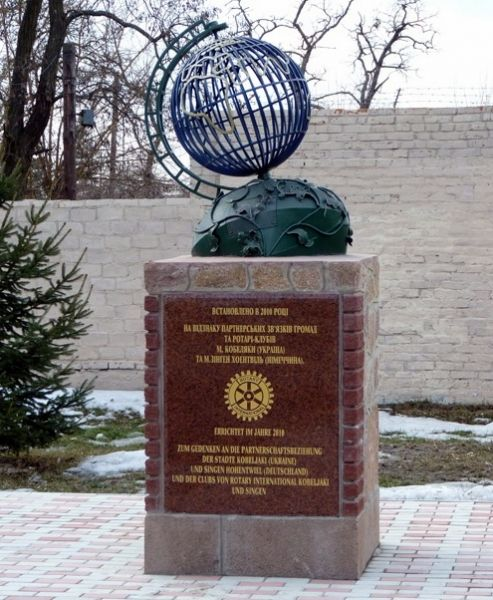 ВСТАНОВЛЕНО В 2010 РОЦІ
НА ВІДЗНАКУ ПАРТНЕРСЬКИХ ЗВ'ЯЗКІВ ГРОМАД
ТА РОТАРІ-КЛУБІВ
М. КОБЕЛЯКИ (УКРАЇНА)
ТА М.ЗІНГЕН ХОЕНТВІЛЬ (НІМЕЧЧИНА).
ERRICHTET IM JAHRE 2010
ZUM GEDENKEN AN DIE PARTNERSCHAFTSBEZIEHUNG
DER STADTE KOBELJAKI (UKRAINE)
UND SINGEN HOHENTWIEL (DEUTSCHLAND)
UND DER CLUBS VON ROTARY INTERNATIONAL KOBELJAKI
UND SINGEN